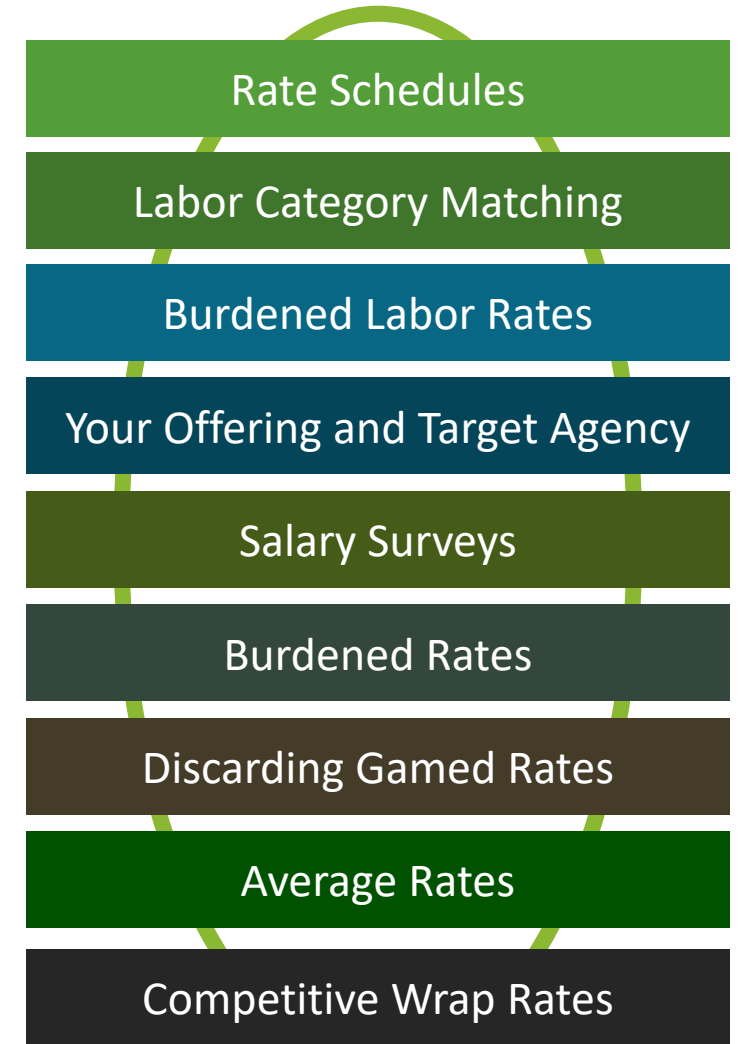 Rate Schedules
Labor Category Matching
Burdened Labor Rates
Your Offering and Target Agency
Salary Surveys
Burdened Rates
Discarding Gamed Rates
Average Rates
Competitive Wrap Rates